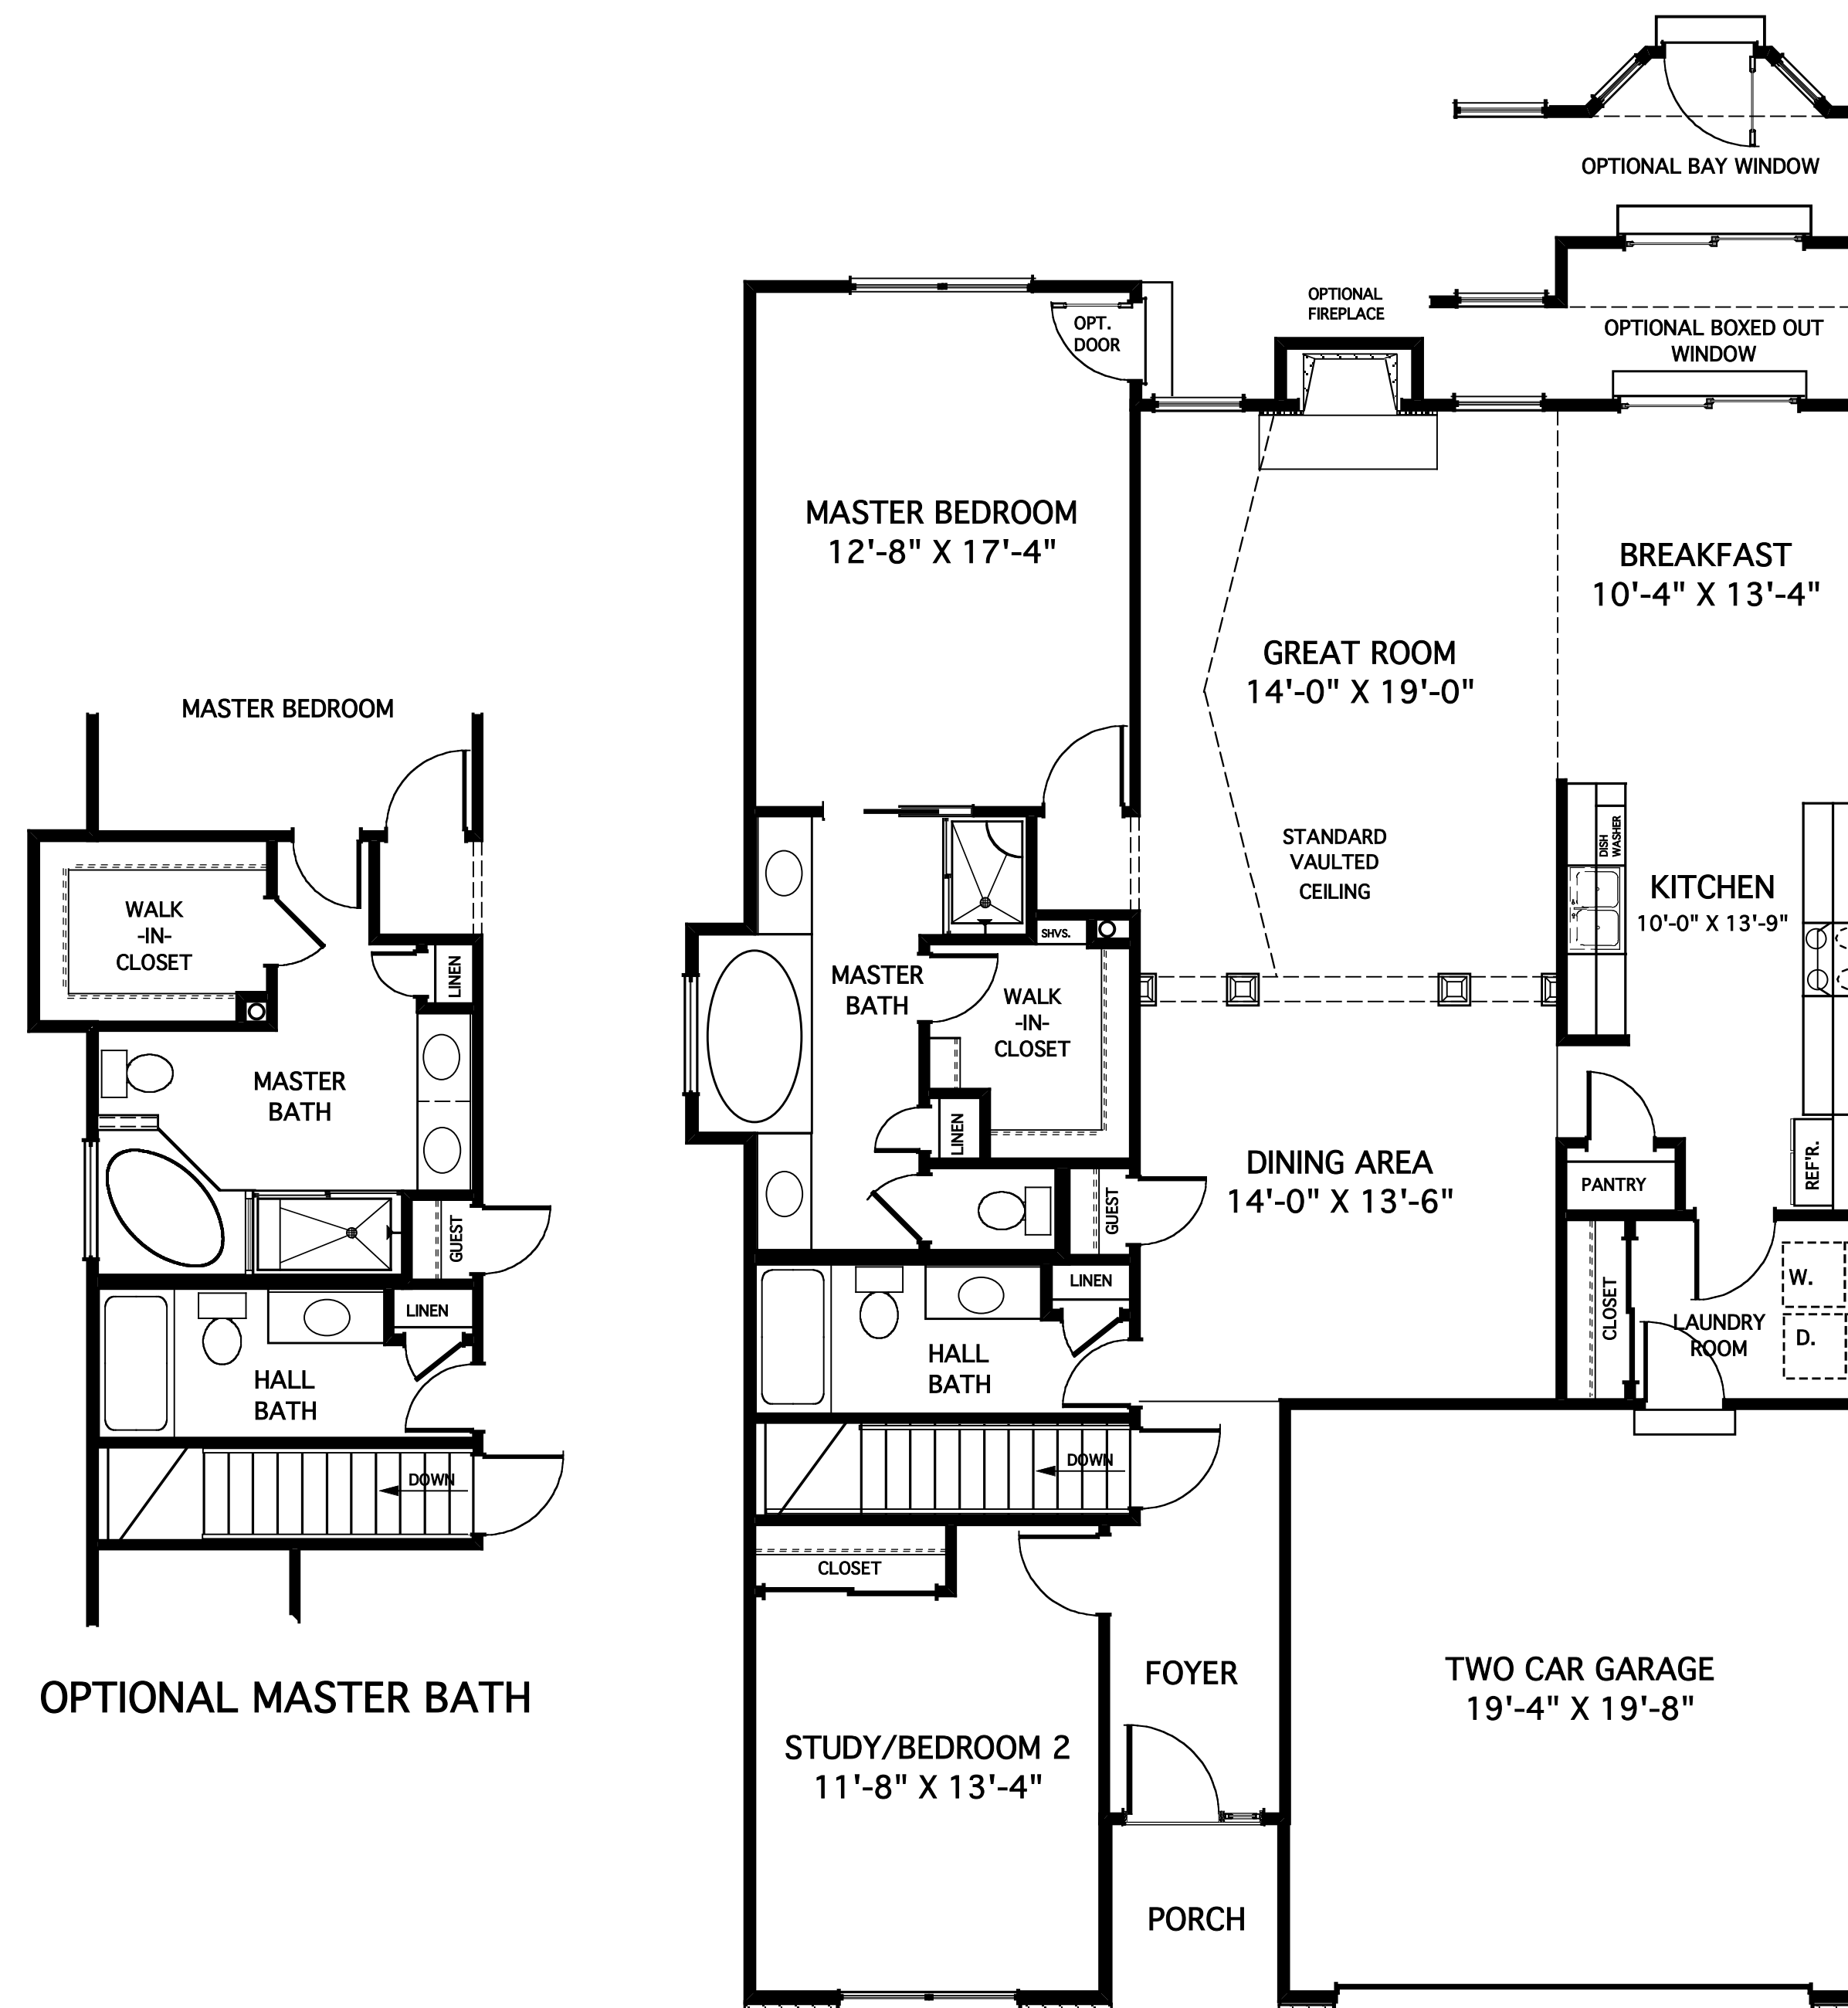 OPTIONAL BAY WINDOW
OPTIONAL
FIREPLACE
OPTIONAL BOXED OUT
WINDOW
OPT.
DOOR
MASTER BEDROOM
12'-8" X 17'-4"
BREAKFAST
10'-4" X 13'-4"
GREAT ROOM
14'-0" X 19'-0"
STANDARD
VAULTED
CEILING
DISH
WASHER
KITCHEN
10'-0" X 13'-9"
SHVS.
MASTER
BATH
WALK
-IN-
CLOSET
LINEN
GUEST
DINING AREA
14'-0" X 13'-6"
PANTRY
REF'R.
LINEN
HALL
BATH
CLOSET
LAUNDRY
ROOM
W.
D.
DOWN
CLOSET
FOYER
TWO CAR GARAGE
19'-4" X 19'-8"
STUDY/BEDROOM 2
11'-8" X 13'-4"
PORCH
MASTER BEDROOM
WALK
-IN-
CLOSET
LINEN
MASTER
BATH
GUEST
LINEN
HALL
BATH
DOWN
OPTIONAL MASTER BATH